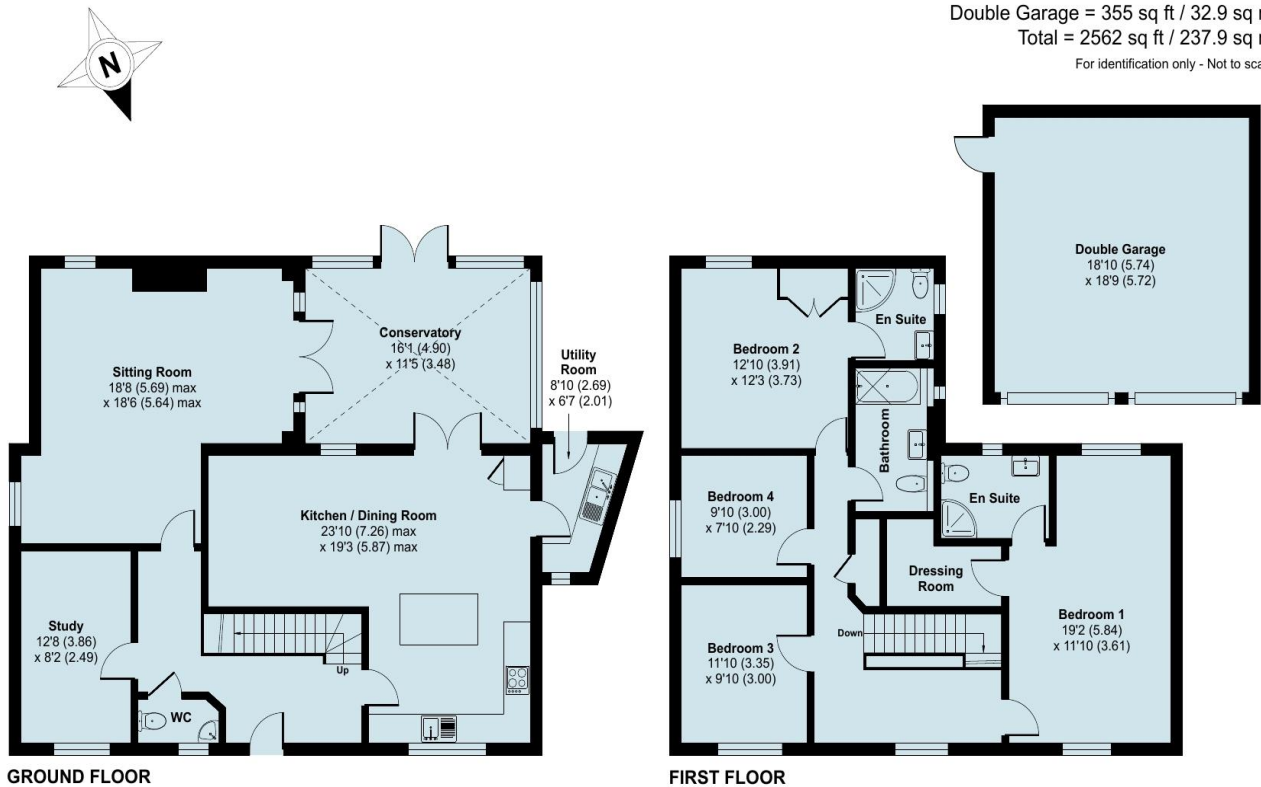 Double Garage = 355 sq ft / 32.9 sq
Total = 2562 sq ft / 237.9 sq
For identification only - Not to
N
Double Garage
18'10 (5.74)
x 18'9 (5.72)
Conservatory
16'1 (4.90)
x 11'5 (3.48)
Utility
Room
8'10 (2.69)
x 6'7 (2.01)
Sitting Room
18'8 (5.69) max
x 18'6 (5.64) max
Kitchen / Dining Room
23'10 (7.26) max
x 19'3 (5.87) max
Study
12'8 (3.86)
x 8'2 (2.49)
Up
WC
GROUND FLOOR
Bedroom 2
12'10 (3.91)
x 12'3 (3.73)
En Suite
Bathroom
Bedroom 4
9'10 (3.00)
x 7'10 (2.29)
En Suite
Dressing
Room
Bedroom 1
19'2 (5.84)
x 11'10 (3.61)
Down
Bedroom 3
11'10 (3.35)
x 9'10 (3.00)
FIRST FLOOR